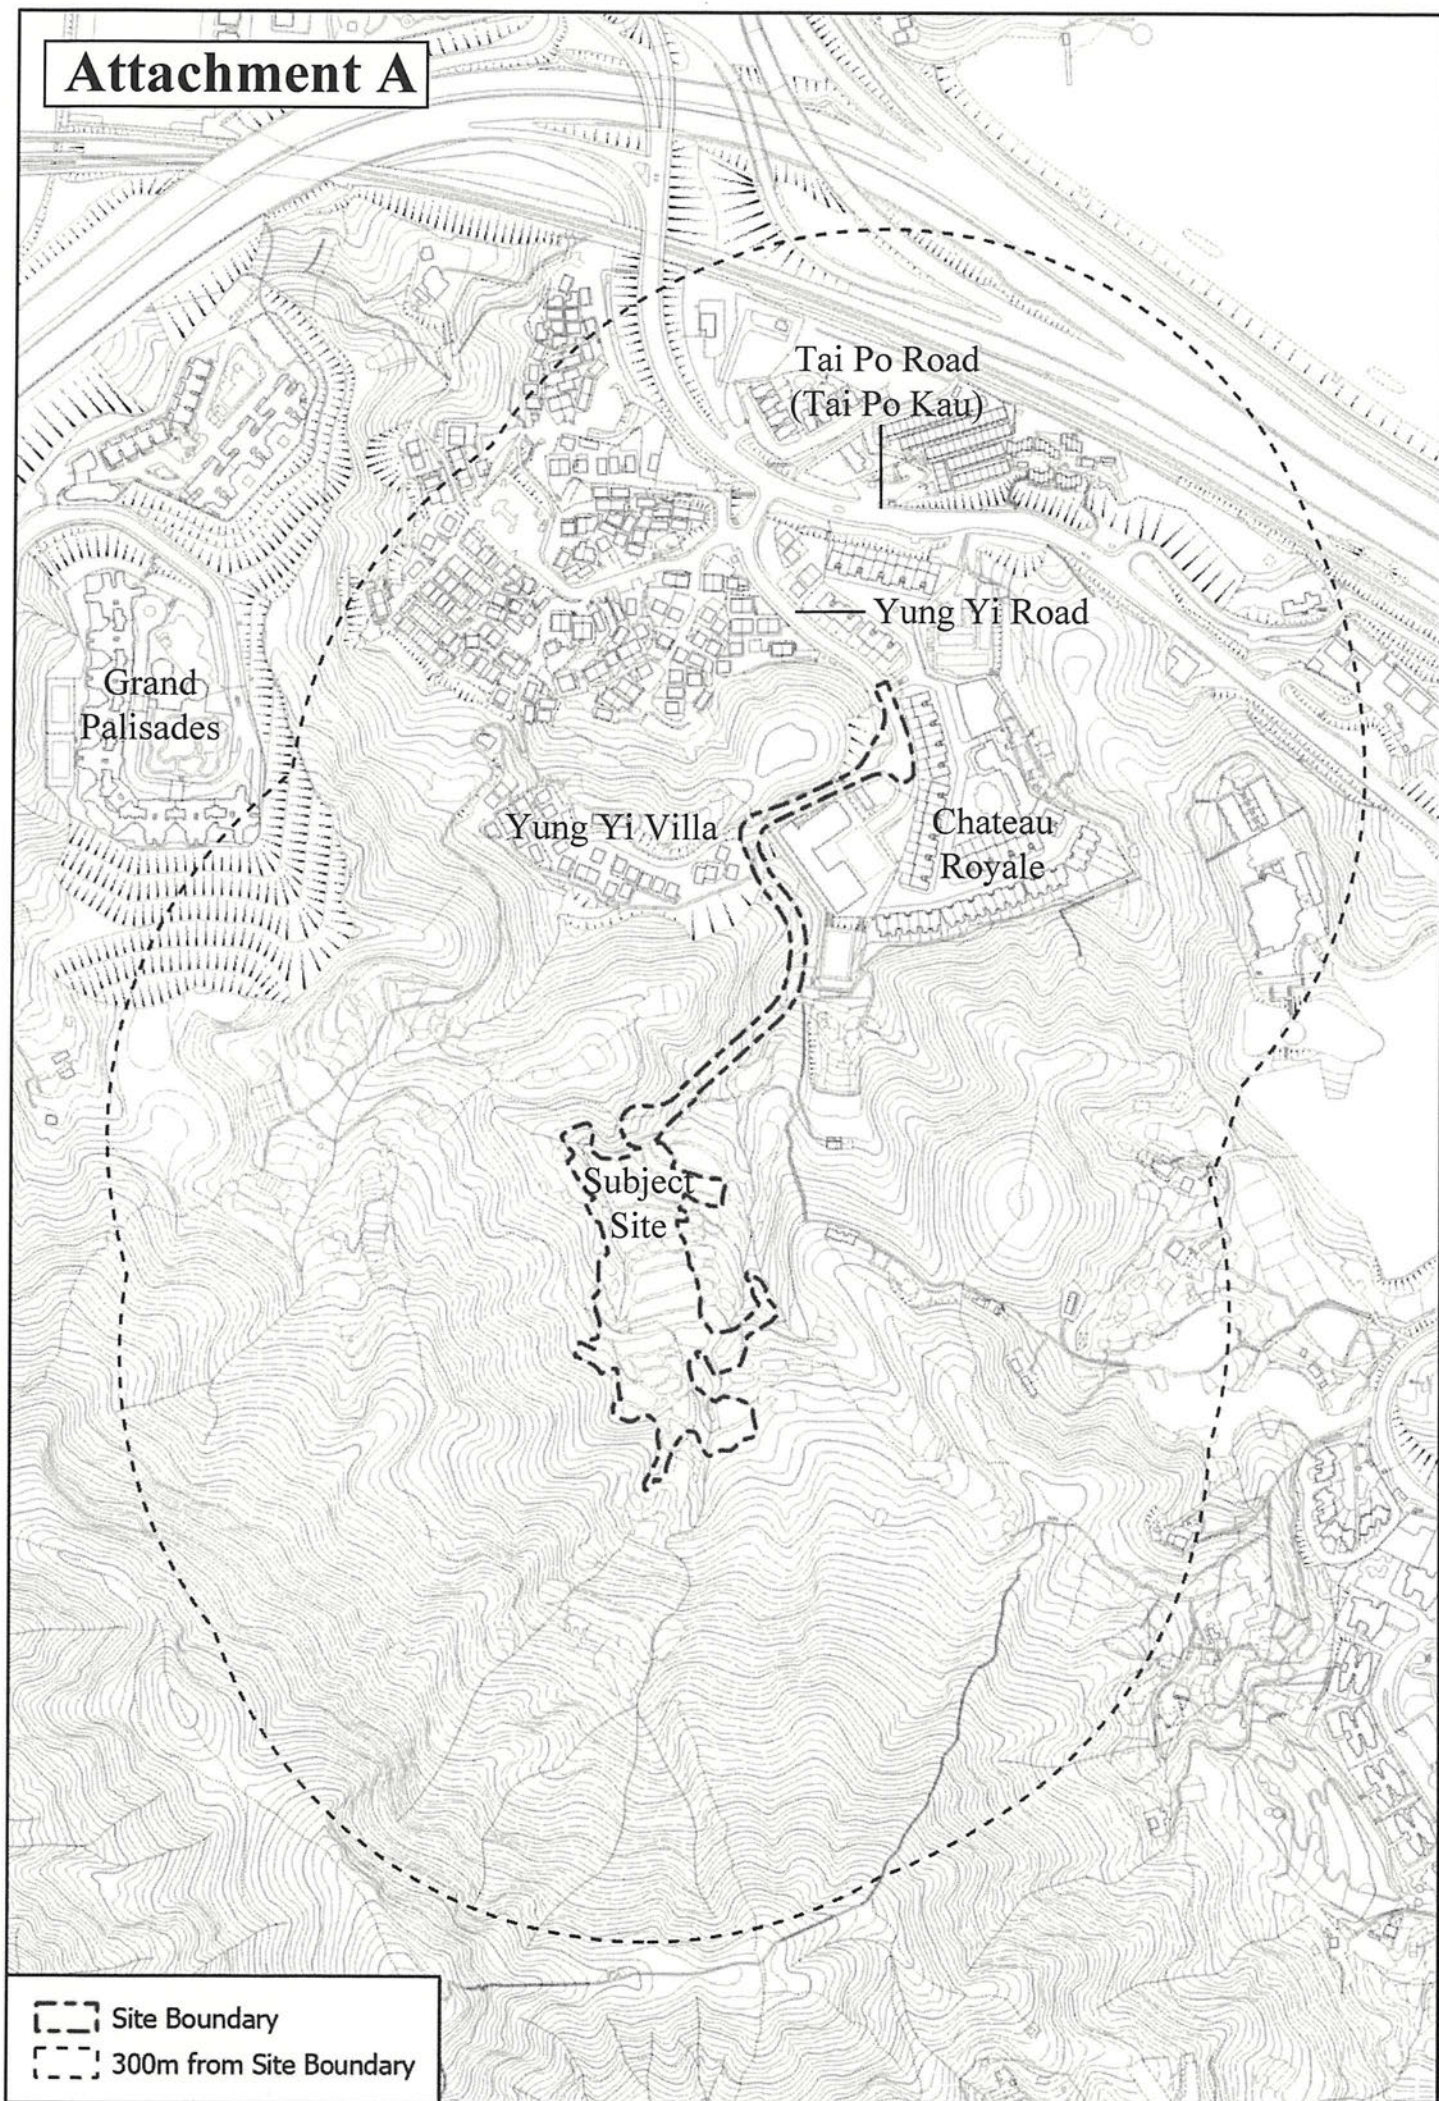 Attachment A
Tai Po Road
(Tai Po Kau)
Yung Yi Road
Grand
Palisades
Yung Yi Villa
Chateau
Royale
Subject
Site
Site Boundary
300m from Site Boundary